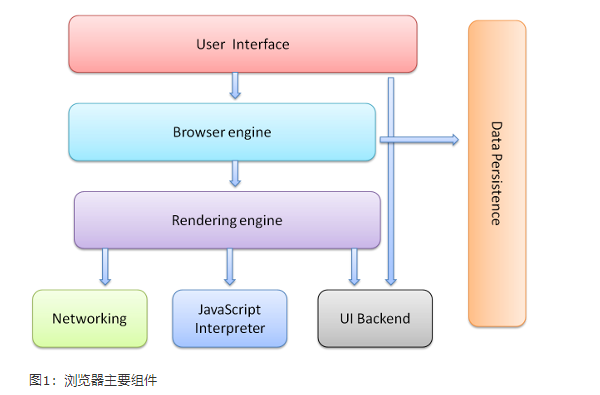 User Interface
Browser engine
Data Persistence
Rendering engine
Networking
JavaScript
Interpreter
UI Backend
图1：浏览器主要组件